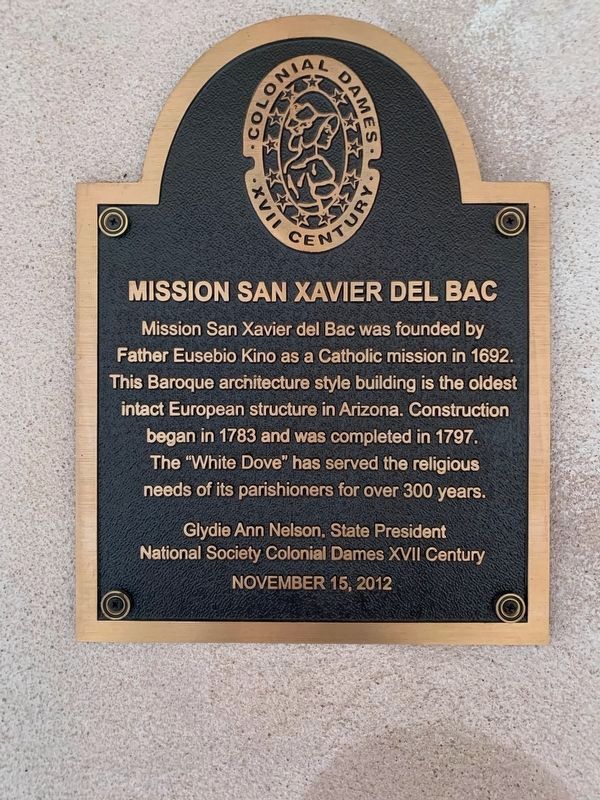 COLONIAL DAMES
XVII CENTURY
MISSION SAN XAVIER DEL BAC
Mission San Xavier del Bac was founded by
Father Eusebio Kino as a Catholic mission in 1692.
This Baroque architecture style building is the oldest
intact European structure in Arizona. Construction
began in 1783 and was completed in 1797.
The “White Dove” has served the religious
needs of its parishioners for over 300 years.
Glydie Ann Nelson, State President
National Society Colonial Dames XVII Century
NOVEMBER 15, 2012